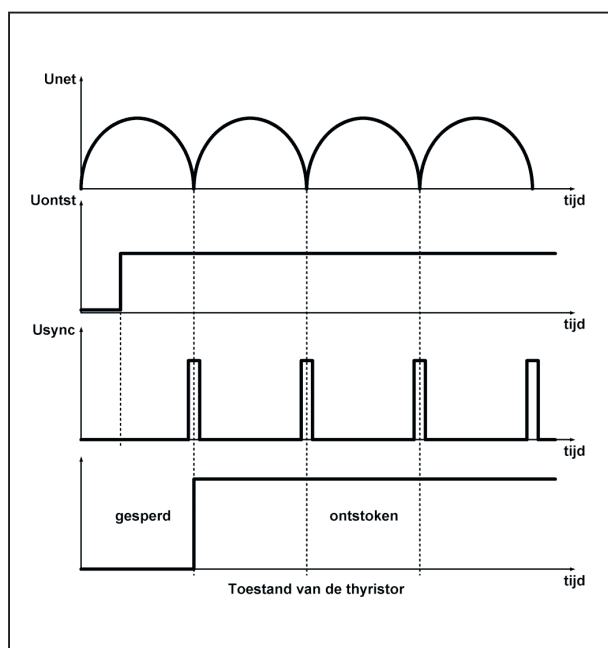 Unet
tijd
Uontst
tijd
Usync
tijd
gesperd
ontstoken
tijd
Toestand van de thyristor